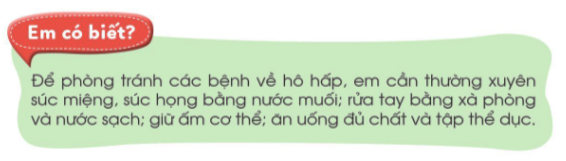 Em có biết?
Để phòng tránh các bệnh về hô hấp, em cần thường xuyên
súc miệng, súc họng bằng nước muối; rửa tay bằng xà phòng
và nước sạch; giữ ấm cơ thể; ăn uống đủ chất và tập thể dục.